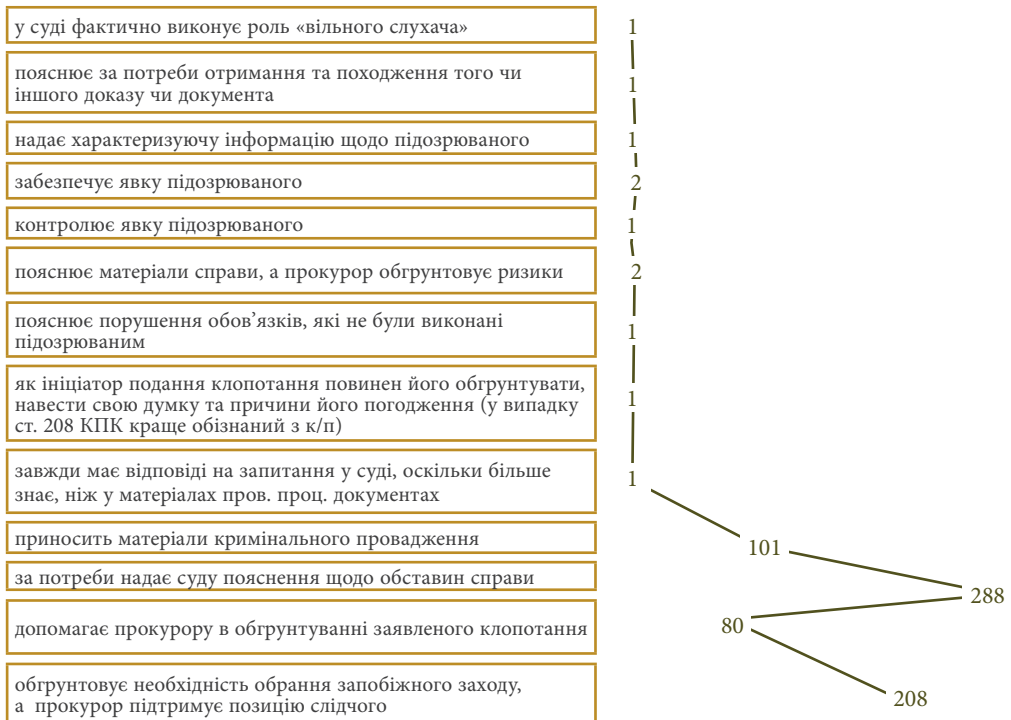 у суді фактично виконує роль «вільного слухача»
1
пояснює за потреби отримання та походження того чи
іншого доказу чи документа
1
надає характеризуючу інформацію щодо підозрюваного
1
забезпечує явку підозрюваного
2
контролює явку підозрюваного
1
пояснює матеріали справи, а прокурор обгрунтовує ризики
2
пояснює порушення обов’язків, які не були виконані
підозрюваним
1
як ініціатор подання клопотання повинен його обгрунтувати,
навести свою думку та причини його погодження (у випадку
ст. 208 КПК краще обізнаний з к/п)
1
завжди має відповіді на запитання у суді, оскільки більше
знає, ніж у матеріалах пров. проц. документах
1
приносить матеріали кримінального провадження
101
за потреби надає суду пояснення щодо обставин справи
288
допомагає прокурору в обгрунтуванні заявленого клопотання
80
обгрунтовує необхідність обрання запобіжного заходу,
а прокурор підтримує позицію слідчого
208